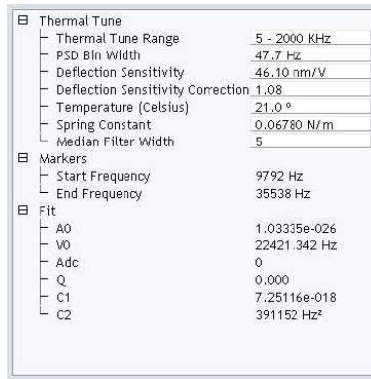 Thermal Tune
Thermal Tune Range 5 - 2000 KHz
PSD Bin Width 47.7 Hz
Deflection Sensitivity 46.10 nm/V
Deflection Sensitivity Correction 1.08
Temperature (Celsius) 21.0 º
Spring Constant 0.06780 N/m
Median Filter Width 5
Markers
Start Frequency 9792 Hz
End Frequency 35538 Hz
Fit
A0 1.03335e-026
V0 22421.342 Hz
Adc 0
Q 0.000
C1 7.25116e-018
C2 391152 Hz²